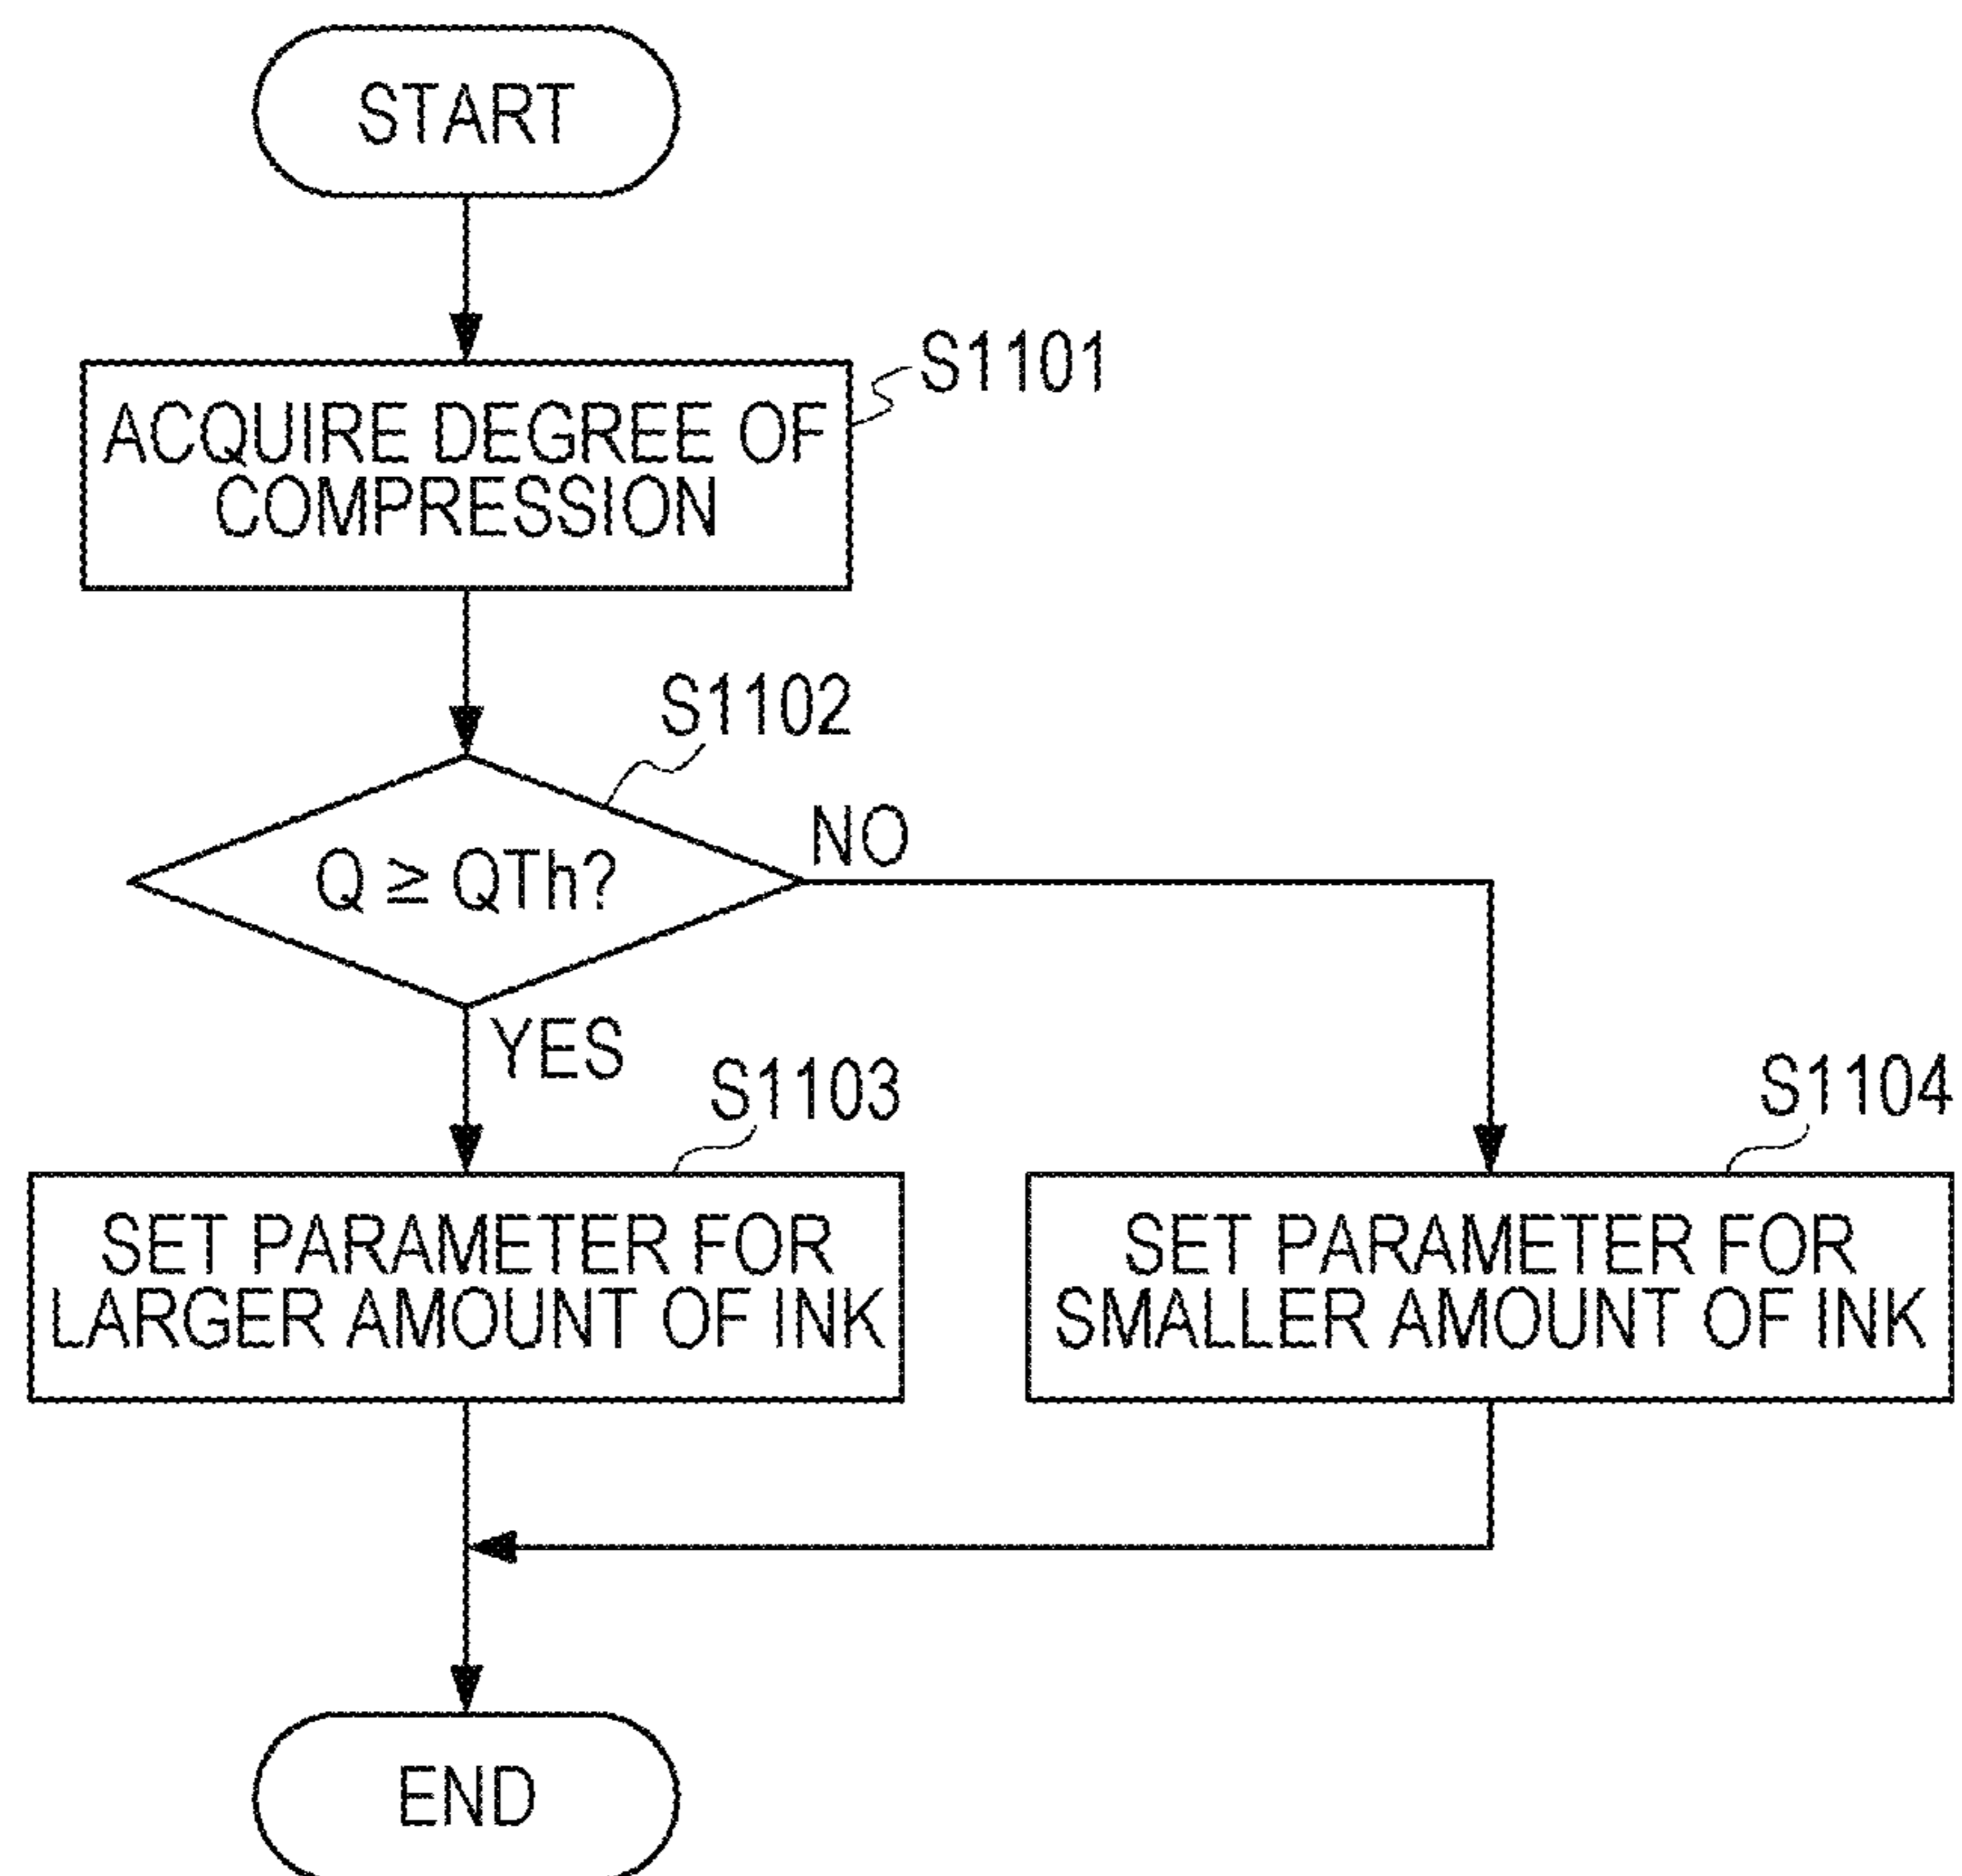 START
S1101
ACQUIRE DEGREE OF
COMPRESSION
S1102
Q ≧ QTh?
NO
YES
S1103
SET PARAMETER FOR
LARGER AMOUNT OF INK
S1104
SET PARAMETER FOR
SMALLER AMOUNT OF INK
END